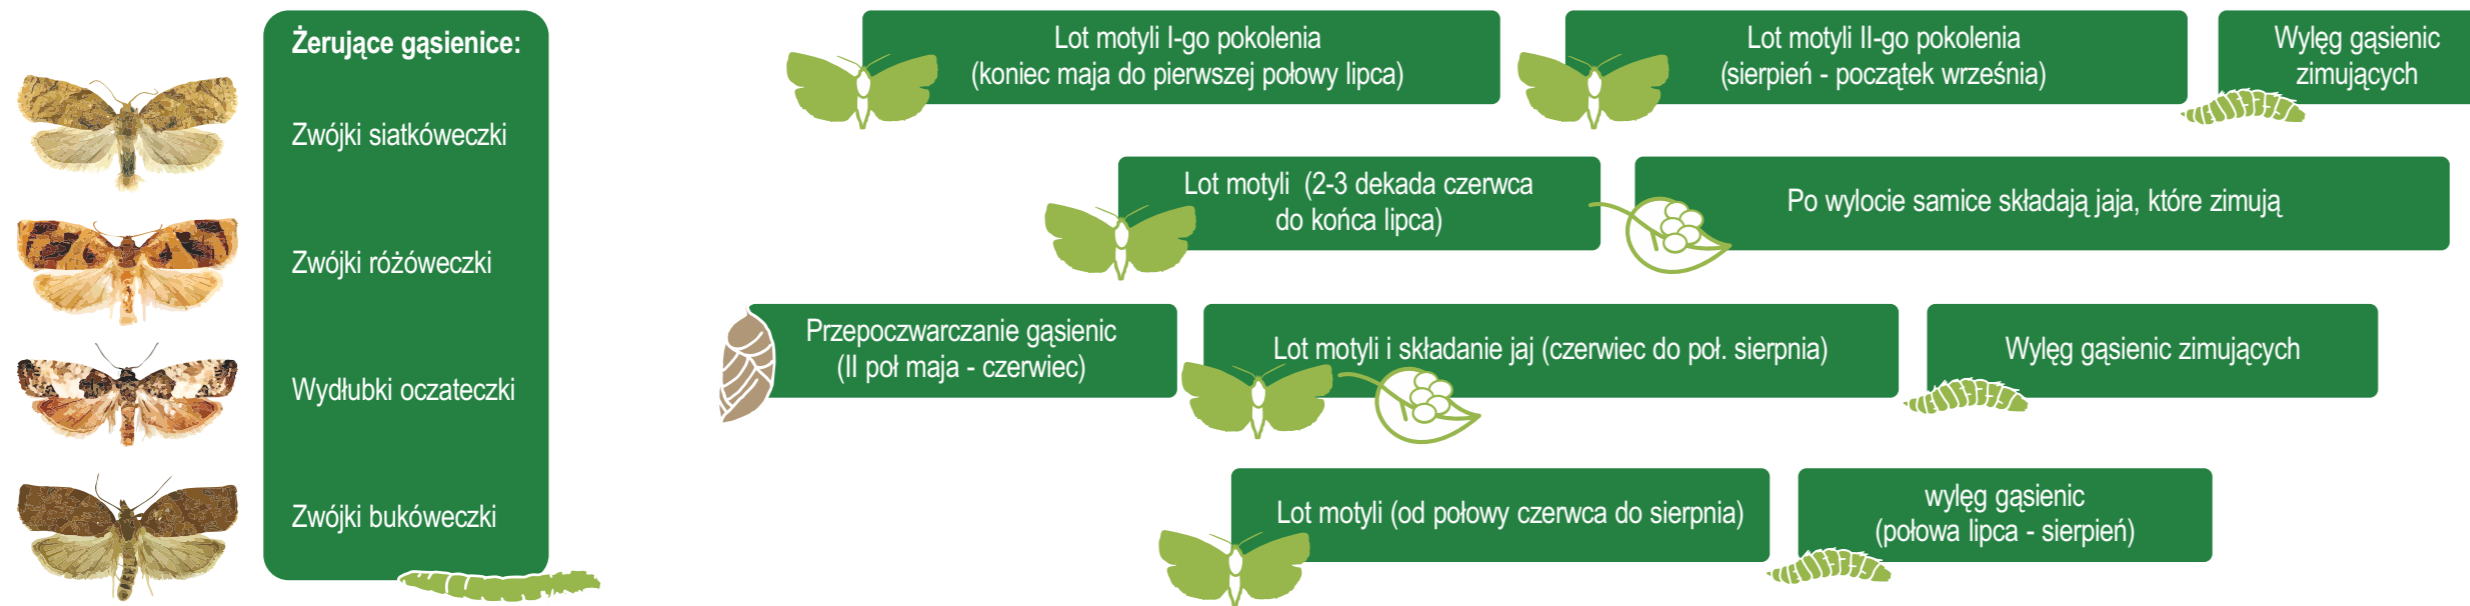 Żerujące gąsienice:
Zwójki siatkóweczki
Zwójki różóweczki
Wydłubki oczateczki
Zwójki bukóweczki
Lot motyli I-go pokolenia
(koniec maja do pierwszej połowy lipca)
Lot motyli II-go pokolenia
(sierpień - początek września)
Wylęg gąsienic
zimujących
Lot motyli (2-3 dekada czerwca
do końca lipca)
Po wylocie samice składają jaja, które zimują
Przepoczwarczanie gąsienic
(II poł maja - czerwiec)
Lot motyli i składanie jaj (czerwiec do poł. sierpnia)
Wylęg gąsienic zimujących
Lot motyli (od połowy czerwca do sierpnia)
wylęg gąsienic
(połowa lipca - sierpień)